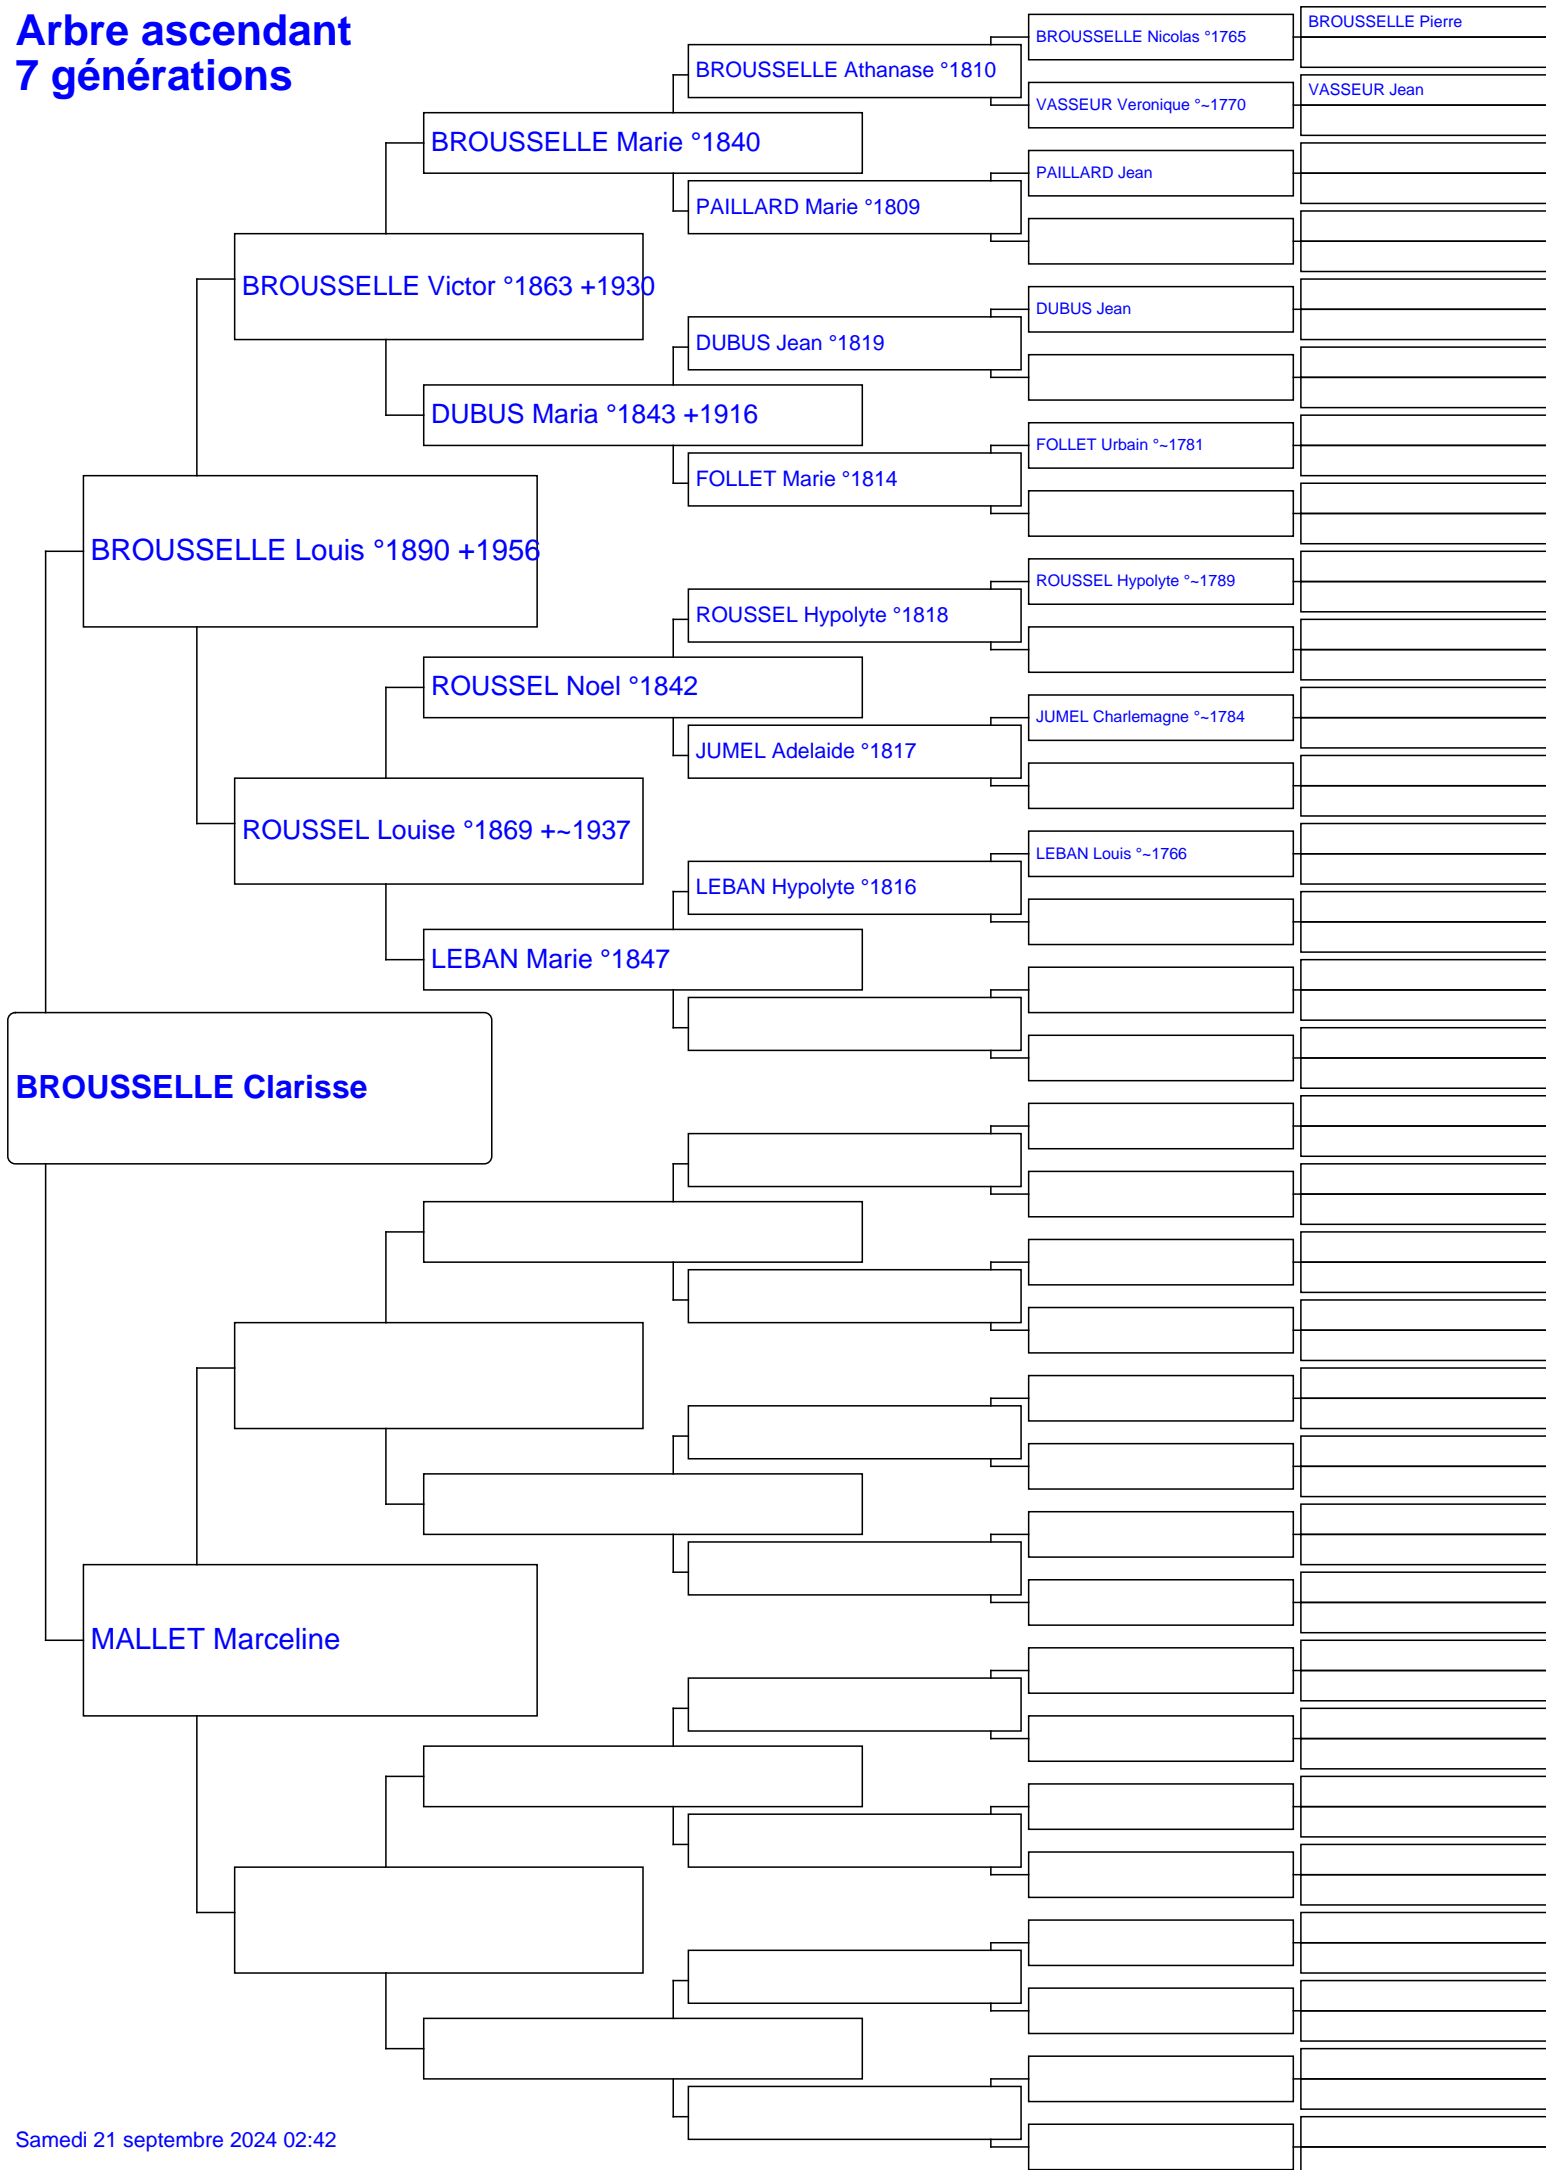 Arbre ascendant
7 générations
BROUSSELLE Pierre
BROUSSELLE Nicolas °1765
BROUSSELLE Athanase °1810
VASSEUR Jean
VASSEUR Veronique °~1770
BROUSSELLE Marie °1840
PAILLARD Jean
PAILLARD Marie °1809
BROUSSELLE Victor °1863 +1930
DUBUS Jean
DUBUS Jean °1819
DUBUS Maria °1843 +1916
FOLLET Urbain °~1781
FOLLET Marie °1814
BROUSSELLE Louis °1890 +1956
ROUSSEL Hypolyte °~1789
ROUSSEL Hypolyte °1818
ROUSSEL Noel °1842
JUMEL Charlemagne °~1784
JUMEL Adelaide °1817
ROUSSEL Louise °1869 +~1937
LEBAN Louis °~1766
LEBAN Hypolyte °1816
LEBAN Marie °1847
BROUSSELLE Clarisse
MALLET Marceline
Samedi 21 septembre 2024 02:42